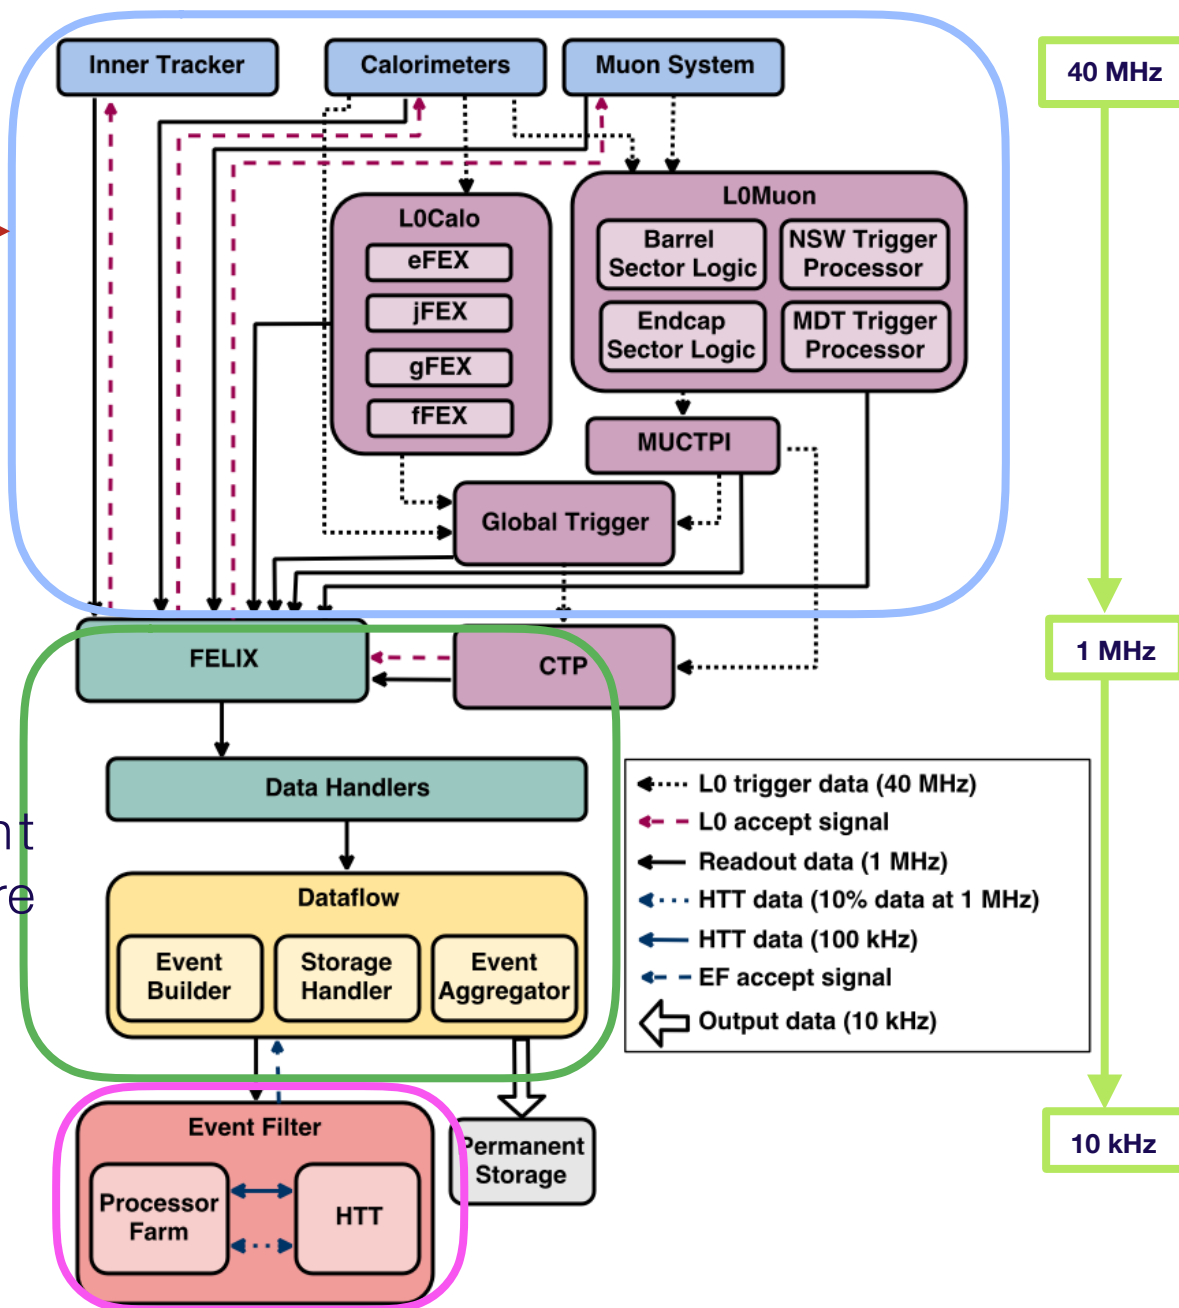 Inner Tracker
Calorimeters
Muon System
40 MHz
L0Calo
eFEX
jFEX
gFEX
fFEX
L0Muon
Barrel
Sector Logic
NSW Trigger
Processor
Endcap
Sector Logic
MDT Trigger
Processor
MUCTPI
Global Trigger
FELIX
CTP
1 MHz
Data Handlers
nt
re
Dataflow
Event
Builder
Storage
Handler
Event
Aggregator
L0 trigger data (40 MHz)
L0 accept signal
Readout data (1 MHz)
HTT data (10% data at 1 MHz)
HTT data (100 kHz)
EF accept signal
Output data (10 kHz)
Event Filter
Processor
Farm
HTT
Permanent
Storage
10 kHz